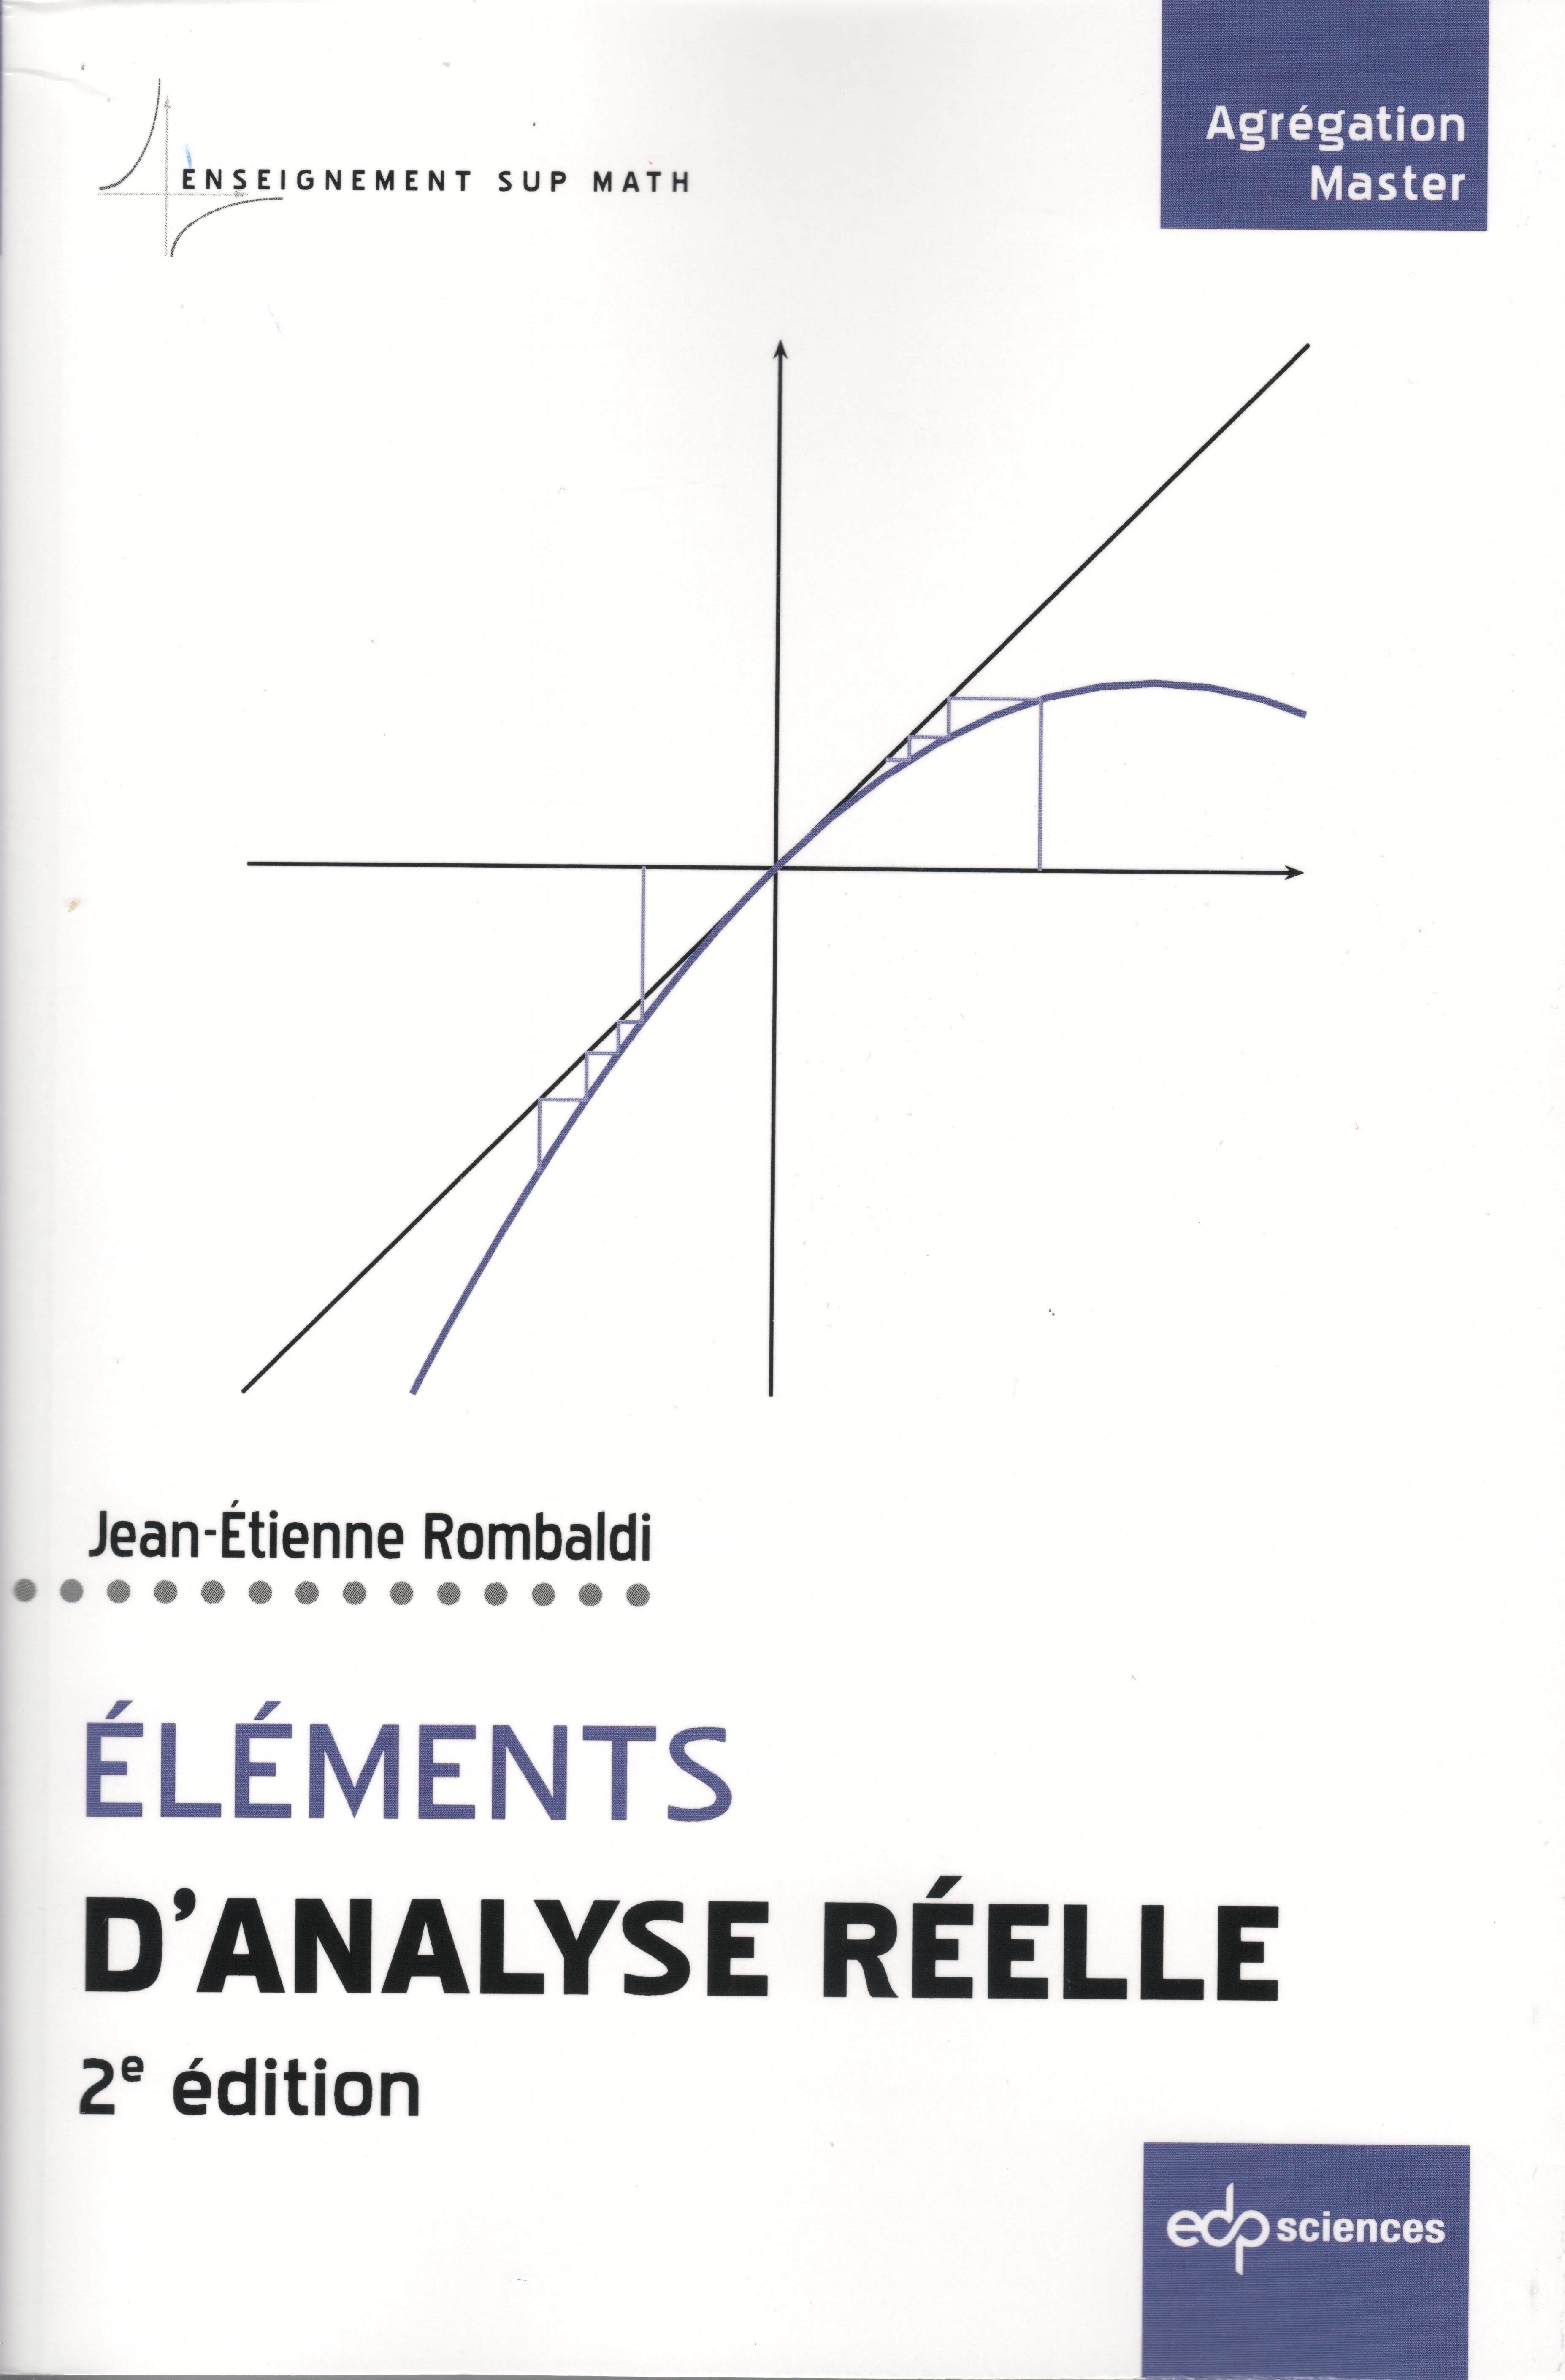 Agrégation
Master
ENSEIGNEMENT SUP MATH
Jean-Étienne Rombaldi
ÉLÉMENTS
D'ANALYSE RÉELLE
2e édition
edp sciences